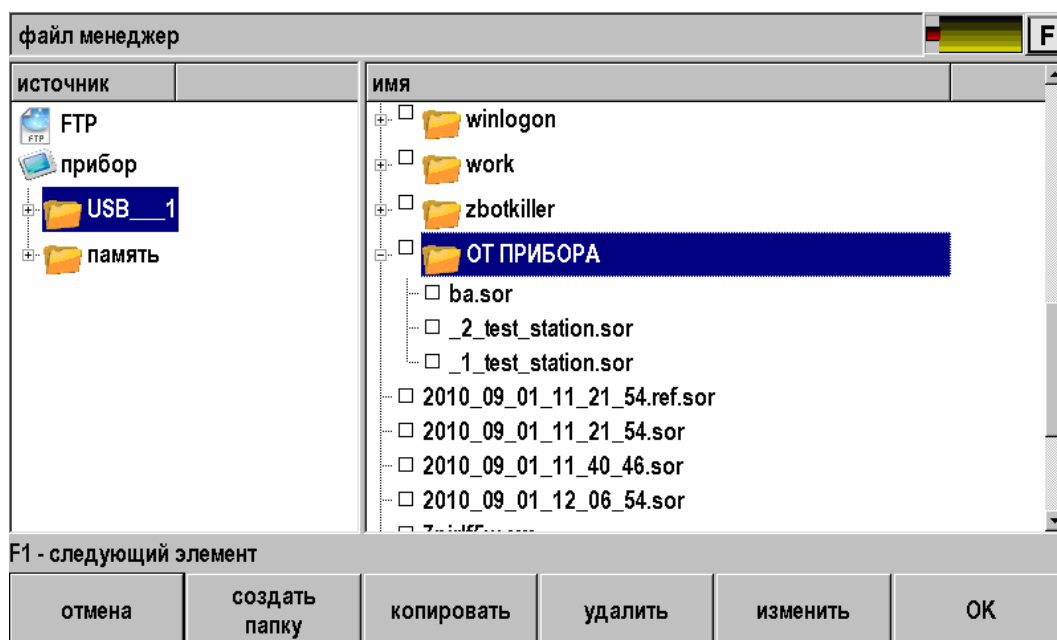 файл менеджер
F
источник
имя
FTP
FTP
прибор
USB___1
память
winlogon
work
zbotkiller
ОТ ПРИБОРА
ba.sor
_2_test_station.sor
_1_test_station.sor
2010_09_01_11_21_54.ref.sor
2010_09_01_11_21_54.sor
2010_09_01_11_40_46.sor
2010_09_01_12_06_54.sor
F1 - следующий элемент
отмена
создать
папку
копировать
удалить
изменить
OK